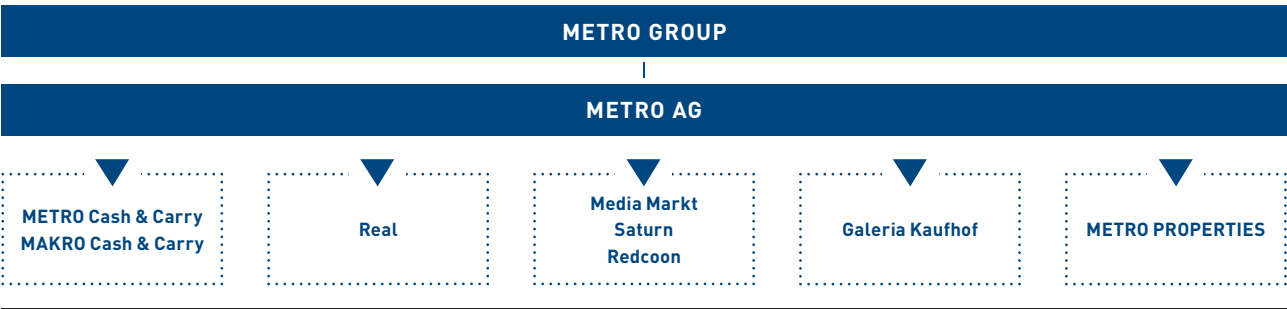 METRO GROUP
METRO AG
METRO Cash & Carry
MAKRO Cash & Carry
Real
Media Markt
Saturn
Redcoon
Galeria Kaufhof
METRO PROPERTIES